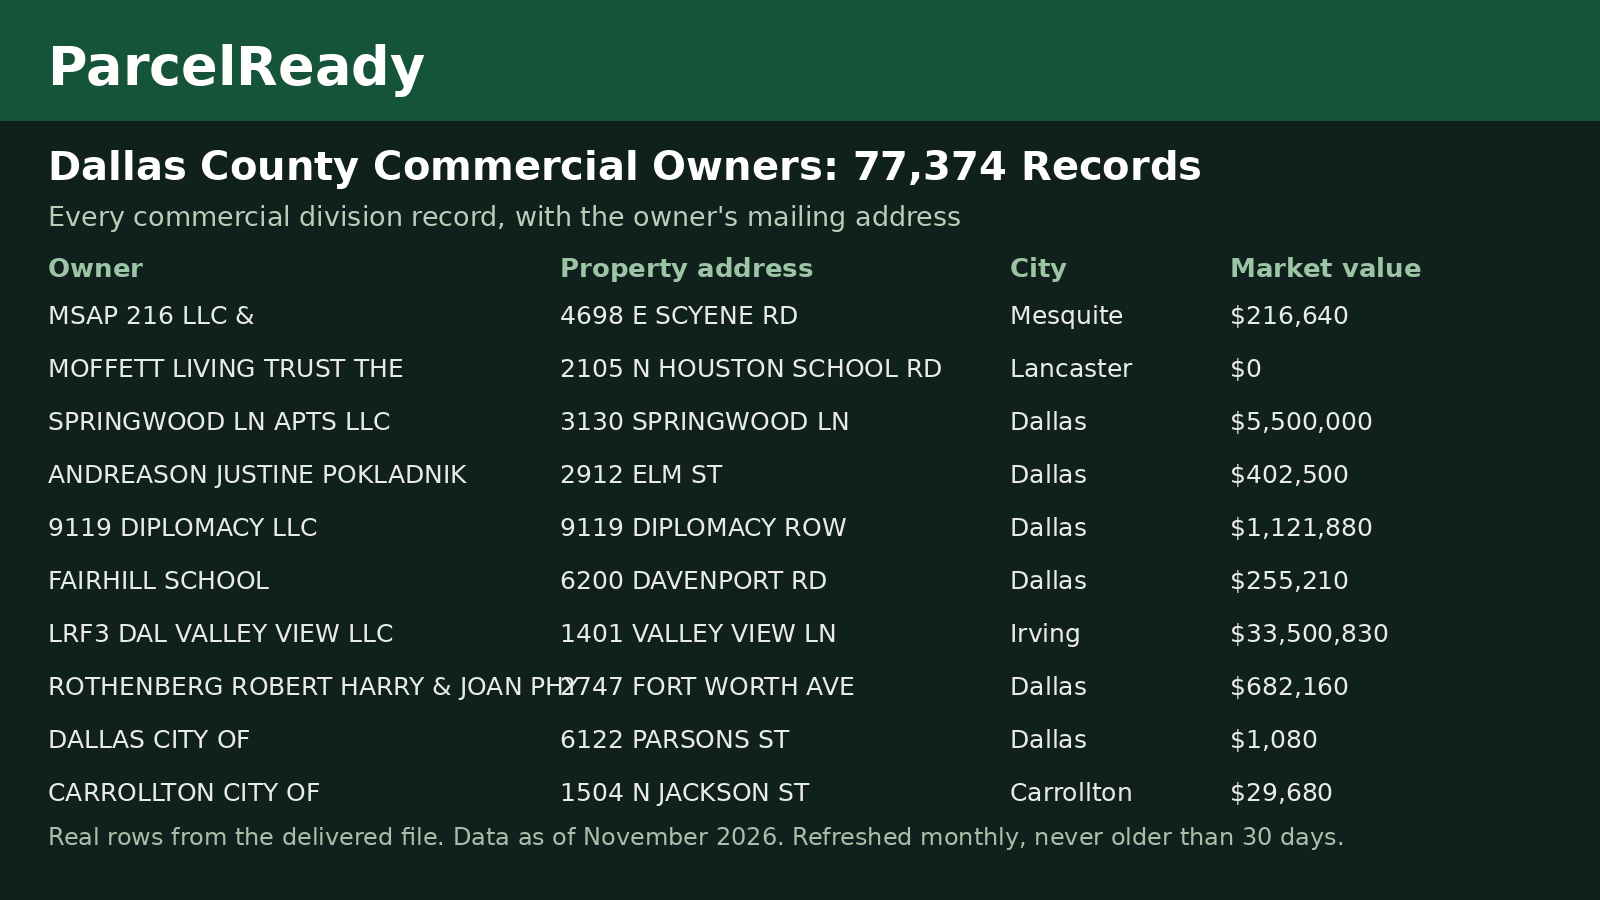 ParcelReady
Dallas County Commercial Owners: 77,374 Records
Every commercial division record, with the owner's mailing address
Owner Property address City Market value
MSAP 216 LLC & 4698 E SCYENE RD Mesquite $216,640
MOFFETT LIVING TRUST THE 2105 N HOUSTON SCHOOL RD Lancaster $0
SPRINGWOOD LN APTS LLC 3130 SPRINGWOOD LN Dallas $5,500,000
ANDREASON JUSTINE POKLADNIK 2912 ELM ST Dallas $402,500
9119 DIPLOMACY LLC 9119 DIPLOMACY ROW Dallas $1,121,880
FAIRHILL SCHOOL 6200 DAVENPORT RD Dallas $255,210
LRF3 DAL VALLEY VIEW LLC 1401 VALLEY VIEW LN Irving $33,500,830
ROTHENBERG ROBERT HARRY & JOAN PHY 2747 FORT WORTH AVE Dallas $682,160
DALLAS CITY OF 6122 PARSONS ST Dallas $1,080
CARROLLTON CITY OF 1504 N JACKSON ST Carrollton $29,680
Real rows from the delivered file. Data as of November 2026. Refreshed monthly, never older than 30 days.